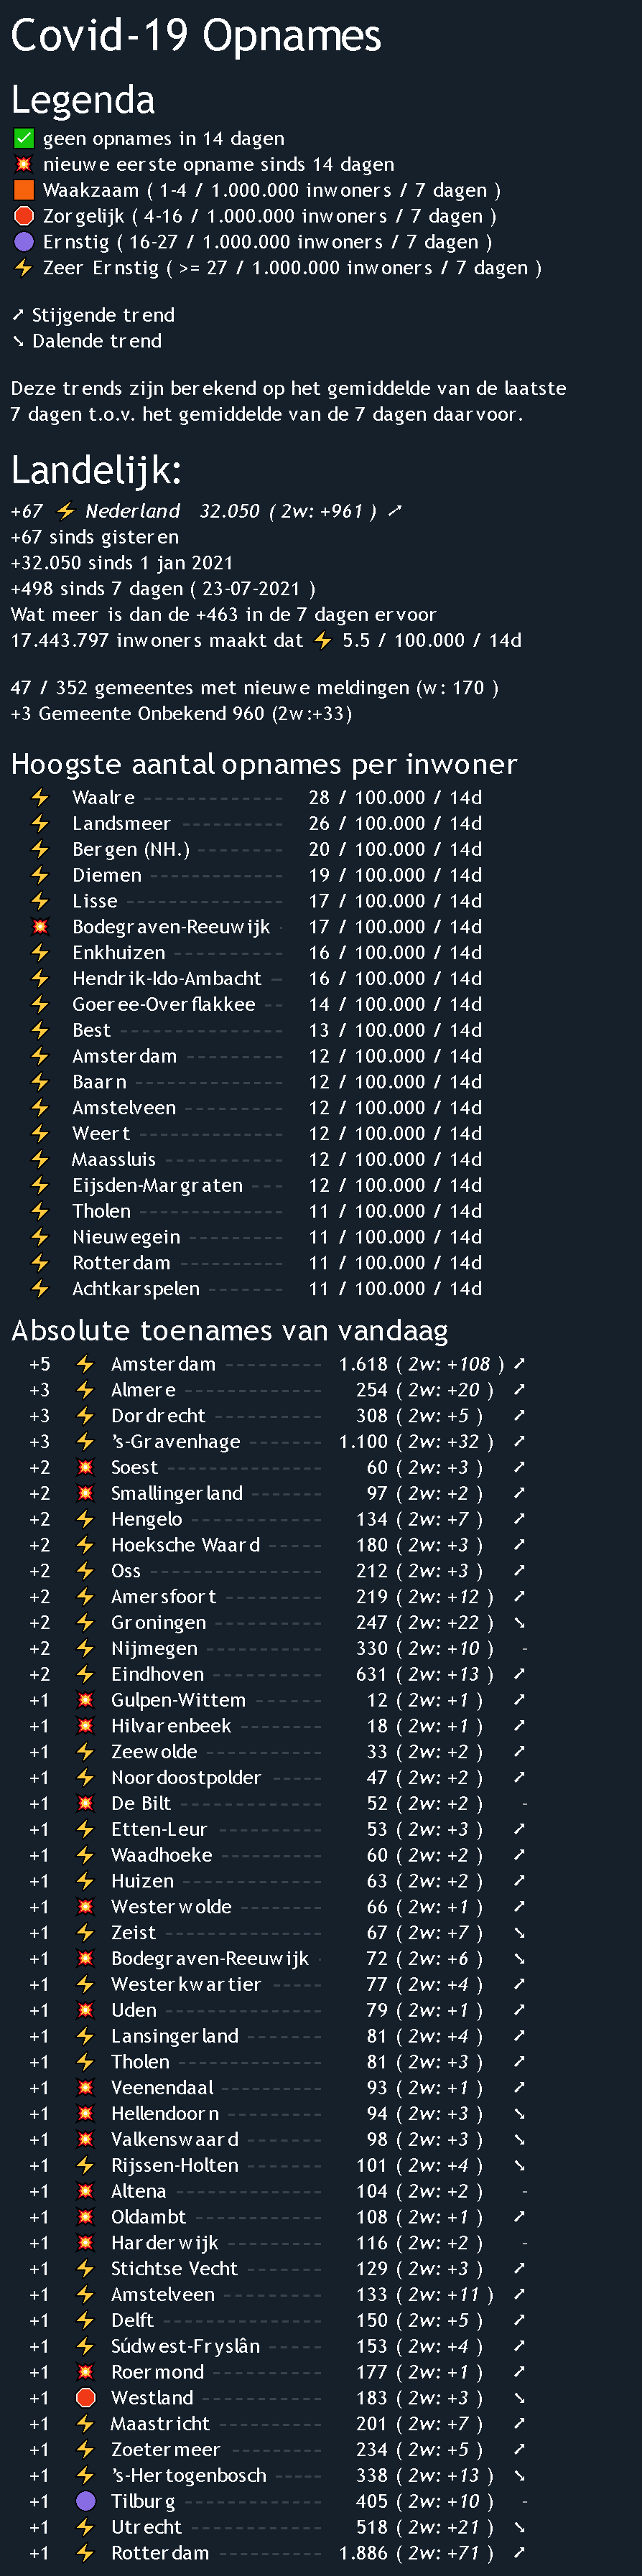 Covid-19 Opnames
Legenda
geen opnames in 14 dagen
nieuwe eerste opname sinds 14 dagen
Waakzaam ( 1-4 / 1.000.000 inwoners / 7 dagen )
Zorgelijk ( 4-16 / 1.000.000 inwoners / 7 dagen )
Ernstig ( 16-27 / 1.000.000 inwoners / 7 dagen )
Zeer Ernstig ( >= 27 / 1.000.000 inwoners / 7 dagen )
↗ Stijgende trend
↘ Dalende trend
Deze trends zijn berekend op het gemiddelde van de laatste
7 dagen t.o.v. het gemiddelde van de 7 dagen daarvoor.
Landelijk:
+67 ⚡ Nederland 32.050 ( 2w: +961 ) ↗
+67 sinds gisteren
+32.050 sinds 1 jan 2021
+498 sinds 7 dagen ( 23-07-2021 )
Wat meer is dan de +463 in de 7 dagen ervoor
17.443.797 inwoners maakt dat ⚡ 5.5 / 100.000 / 14d
47 / 352 gemeentes met nieuwe meldingen (w: 170 )
+3 Gemeente Onbekend 960 (2w:+33)
Hoogste aantal opnames per inwoner
Waalre 28 / 100.000 / 14d
Landsmeer 26 / 100.000 / 14d
Bergen (NH.) 20 / 100.000 / 14d
Diemen 19 / 100.000 / 14d
Lisse 17 / 100.000 / 14d
Bodegraven-Reeuwijk 17 / 100.000 / 14d
Enkhuizen 16 / 100.000 / 14d
Hendrik-Ido-Ambacht 16 / 100.000 / 14d
Goeree-Overflakkee 14 / 100.000 / 14d
Best 13 / 100.000 / 14d
Amsterdam 12 / 100.000 / 14d
Baarn 12 / 100.000 / 14d
Amstelveen 12 / 100.000 / 14d
Weert 12 / 100.000 / 14d
Maassluis 12 / 100.000 / 14d
Eijsden-Margraten 12 / 100.000 / 14d
Tholen 11 / 100.000 / 14d
Nieuwegein 11 / 100.000 / 14d
Rotterdam 11 / 100.000 / 14d
Achtkarspelen 11 / 100.000 / 14d
Absolute toenames van vandaag
+5 Amsterdam 1.618 ( 2w: +108 ) ↗
+3 Almere 254 ( 2w: +20 ) ↗
+3 Dordrecht 308 ( 2w: +5 ) ↗
+3 's-Gravenhage 1.100 ( 2w: +32 ) ↗
+2 Soest 60 ( 2w: +3 ) ↗
+2 Smallingerland 97 ( 2w: +2 ) ↗
+2 Hengelo 134 ( 2w: +7 ) ↗
+2 Hoeksche Waard 180 ( 2w: +3 ) ↗
+2 Oss 212 ( 2w: +3 ) ↗
+2 Amersfoort 219 ( 2w: +12 ) ↗
+2 Groningen 247 ( 2w: +22 ) ↘
+2 Nijmegen 330 ( 2w: +10 ) -
+2 Eindhoven 631 ( 2w: +13 ) ↗
+1 Gulpen-Wittem 12 ( 2w: +1 ) ↗
+1 Hilvarenbeek 18 ( 2w: +1 ) ↗
+1 Zeewolde 33 ( 2w: +2 ) ↗
+1 Noordoostpolder 47 ( 2w: +2 ) ↗
+1 De Bilt 52 ( 2w: +2 ) -
+1 Etten-Leur 53 ( 2w: +3 ) ↗
+1 Waadhoeke 60 ( 2w: +2 ) ↗
+1 Huizen 63 ( 2w: +2 ) ↗
+1 Westerwolde 66 ( 2w: +1 ) ↗
+1 Zeist 67 ( 2w: +7 ) ↘
+1 Bodegraven-Reeuwijk 72 ( 2w: +6 ) ↘
+1 Westerkwartier 77 ( 2w: +4 ) ↗
+1 Uden 79 ( 2w: +1 ) ↗
+1 Lansingerland 81 ( 2w: +4 ) ↗
+1 Tholen 81 ( 2w: +3 ) ↗
+1 Veenendaal 93 ( 2w: +1 ) ↗
+1 Hellendoorn 94 ( 2w: +3 ) ↘
+1 Valkenswaard 98 ( 2w: +3 ) ↘
+1 Rijssen-Holten 101 ( 2w: +4 ) ↘
+1 Altena 104 ( 2w: +2 ) -
+1 Oldambt 108 ( 2w: +1 ) ↗
+1 Harderwijk 116 ( 2w: +2 ) -
+1 Stichtse Vecht 129 ( 2w: +3 ) ↗
+1 Amstelveen 133 ( 2w: +11 ) ↗
+1 Delft 150 ( 2w: +5 ) ↗
+1 Súdwest-Fryslân 153 ( 2w: +4 ) ↗
+1 Roermond 177 ( 2w: +1 ) ↗
+1 Westland 183 ( 2w: +3 ) ↘
+1 Maastricht 201 ( 2w: +7 ) ↗
+1 Zoetermeer 234 ( 2w: +5 ) ↗
+1 's-Hertogenbosch 338 ( 2w: +13 ) ↘
+1 Tilburg 405 ( 2w: +10 ) -
+1 Utrecht 518 ( 2w: +21 ) ↘
+1 Rotterdam 1.886 ( 2w: +71 ) ↗